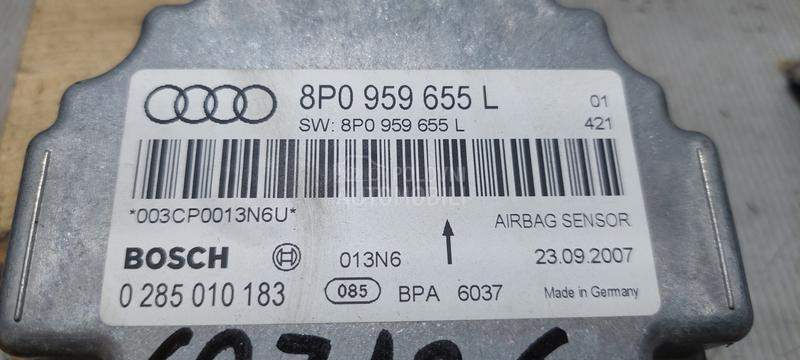 8P0 959 655 L 01
SW: 8P0 959 655 L 421
*003CP0013N6U*
AIRBAG SENSOR
BOSCH 013N6 23.09.2007
0 285 010 183 085 BPA 6037 Made in Germany